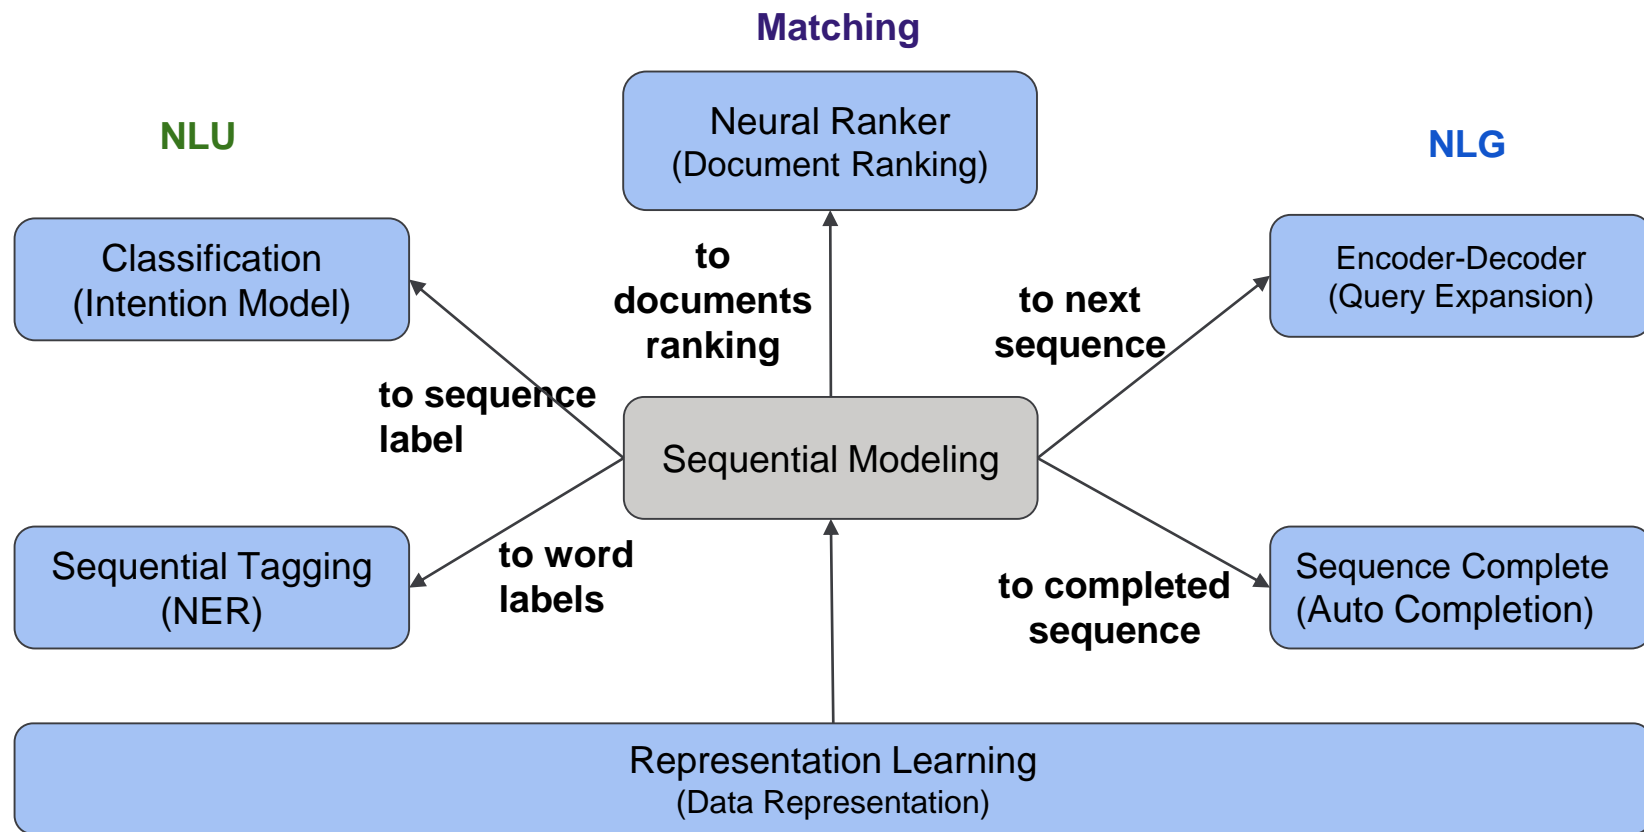 Matching
NLU
Neural Ranker
(Document Ranking)
NLG
Classification
(Intention Model)
to
documents
ranking
to next
sequence
Encoder-Decoder
(Query Expansion)
to sequence
label
Sequential Modeling
Sequential Tagging
(NER)
to word
labels
to completed
sequence
Sequence Complete
(Auto Completion)
Representation Learning
(Data Representation)